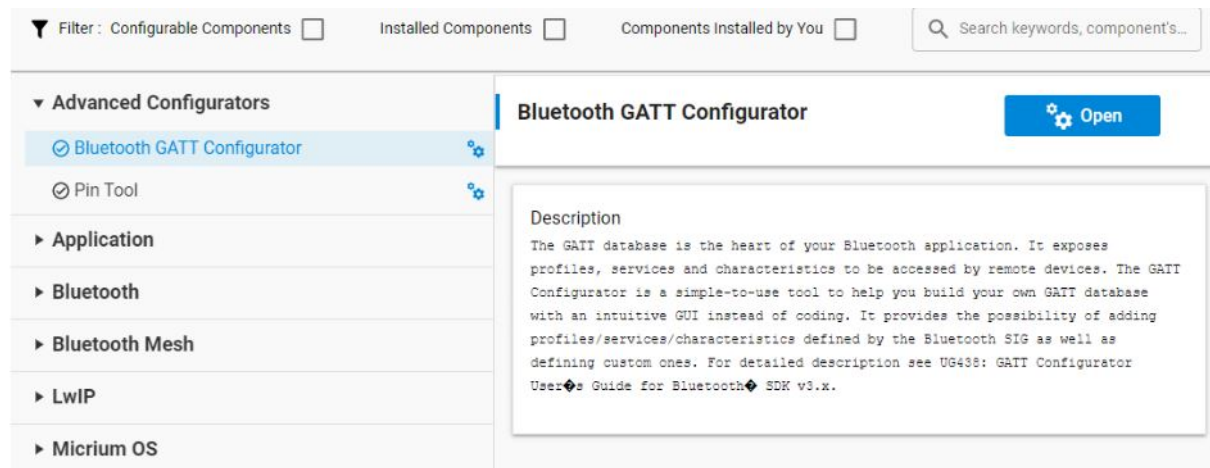 Filter : Configurable Components
Installed Components
Components Installed by You
Search keywords, component's...
Advanced Configurators
Bluetooth GATT Configurator
Pin Tool
Application
Bluetooth
Bluetooth Mesh
LwIP
Micrium OS
Bluetooth GATT Configurator
Open
Description
The GATT database is the heart of your Bluetooth application. It exposes
profiles, services and characteristics to be accessed by remote devices. The GATT
Configurator is a simple-to-use tool to help you build your own GATT database
with an intuitive GUI instead of coding. It provides the possibility of adding
profiles/services/characteristics defined by the Bluetooth SIG as well as
defining custom ones. For detailed description see UG438: GATT Configurator
User�s Guide for Bluetooth� SDK v3.x.